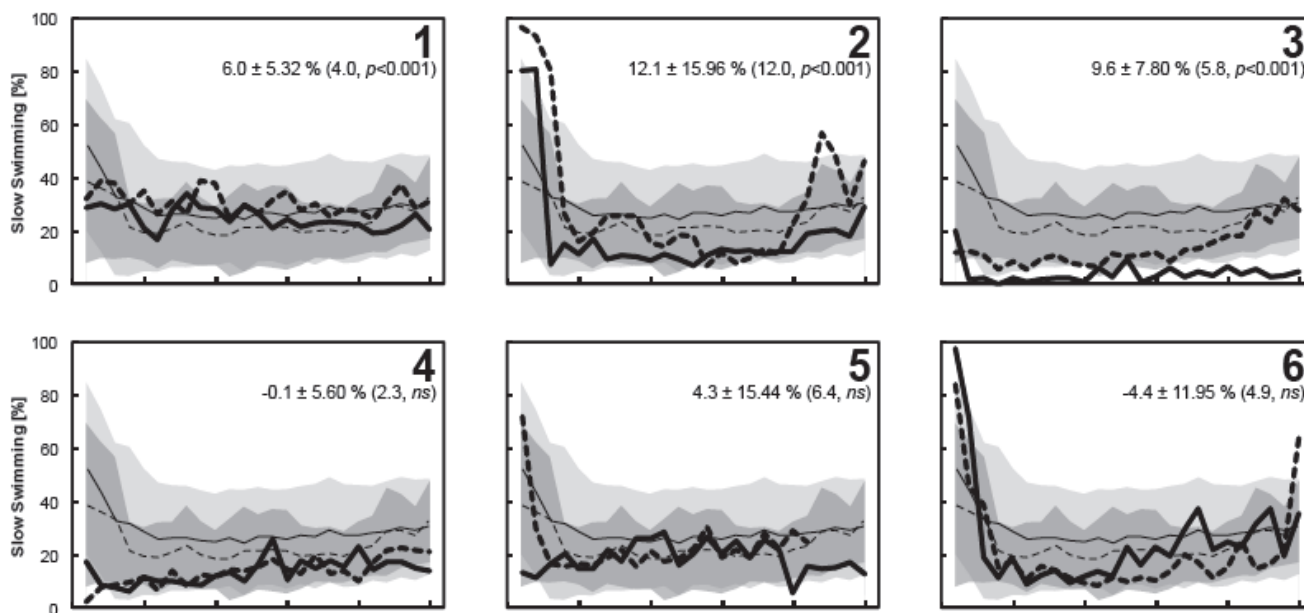 100
80
60
40
20
0
Slow Swimming [%]
1
6.0 ± 5.32 % (4.0, p<0.001)
2
12.1 ± 15.96 % (12.0, p<0.001)
3
9.6 ± 7.80 % (5.8, p<0.001)
100
80
60
40
20
0
Slow Swimming [%]
4
-0.1 ± 5.60 % (2.3, ns)
5
4.3 ± 15.44 % (6.4, ns)
6
-4.4 ± 11.95 % (4.9, ns)